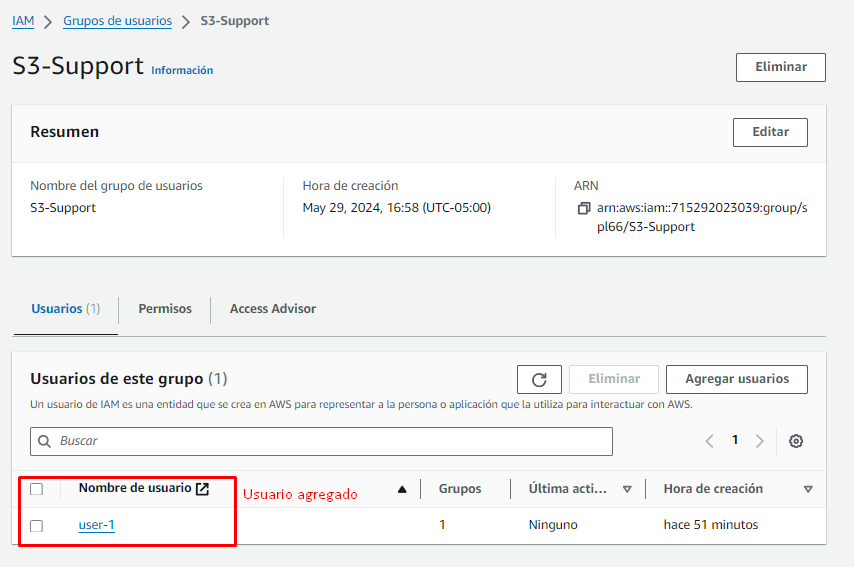 IAM > Grupos de usuarios > S3-Support
S3-Support Información
Eliminar
Resumen
Editar
Nombre del grupo de usuarios
S3-Support
Hora de creación
May 29, 2024, 16:58 (UTC-05:00)
ARN
arn:aws:iam::715292023039:group/s
pl66/S3-Support
Usuarios (1) Permisos Access Advisor
Usuarios de este grupo (1)
Eliminar Agregar usuarios
Un usuario de IAM es una entidad que se crea en AWS para representar a la persona o aplicación que la utiliza para interactuar con AWS.
Buscar
1
Nombre de usuario Usuario agregado Grupos Última acti... Hora de creación
user-1 1 Ninguno hace 51 minutos